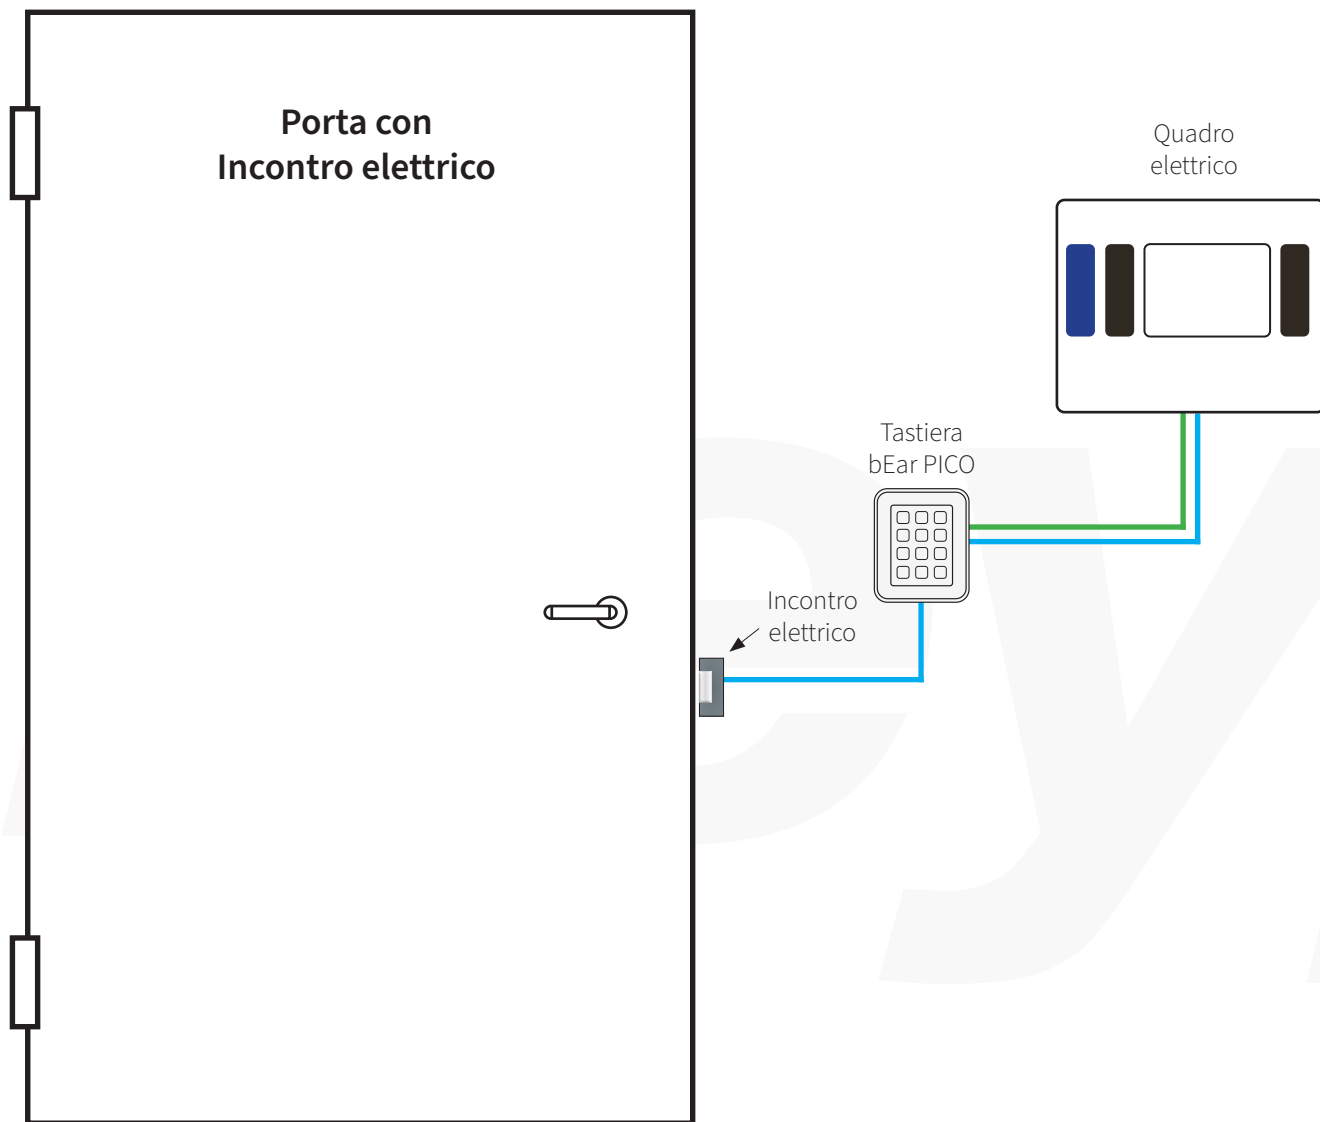 Porta con
Incontro elettrico
Quadro
elettrico
Tastiera
bEar PICO
Incontro
elettrico